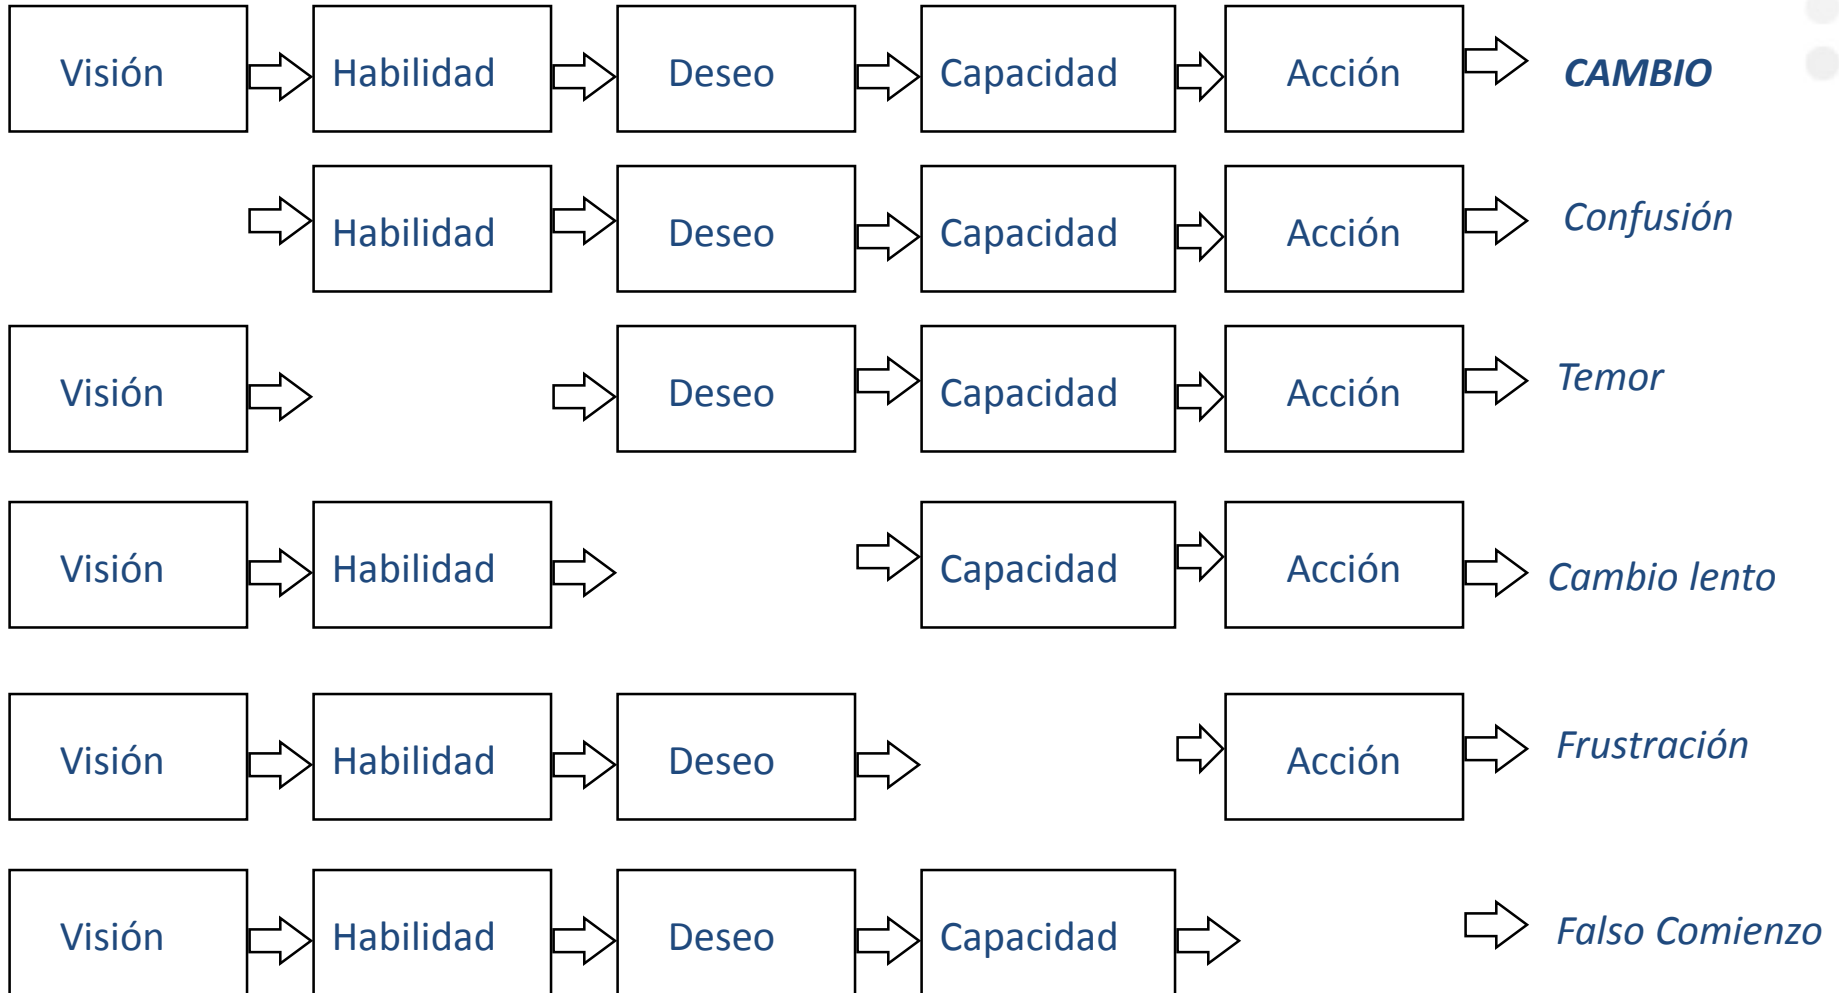 Visión Habilidad Deseo Capacidad Acción CAMBIO
Habilidad Deseo Capacidad Acción Confusión
Visión Deseo Capacidad Acción Temor
Visión Habilidad Capacidad Acción Cambio lento
Visión Habilidad Deseo Acción Frustración
Visión Habilidad Deseo Capacidad Falso Comienzo